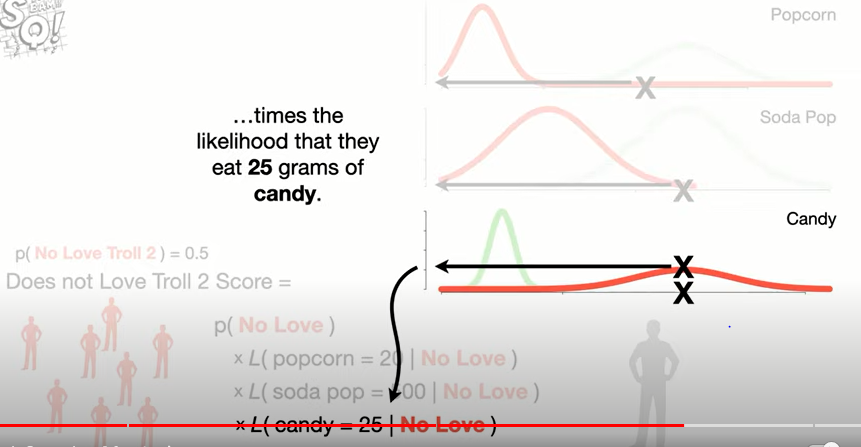 Popcorn
X
…times the
likelihood that they
eat 25 grams of
candy.
Soda Pop
X
Candy
X
X
p( No Love Troll 2 ) = 0.5
Does not Love Troll 2 Score =
p( No Love )
x L( popcorn = 20 | No Love )
x L( soda pop = 00 | No Love )
x L( candy = 25 | No Love )